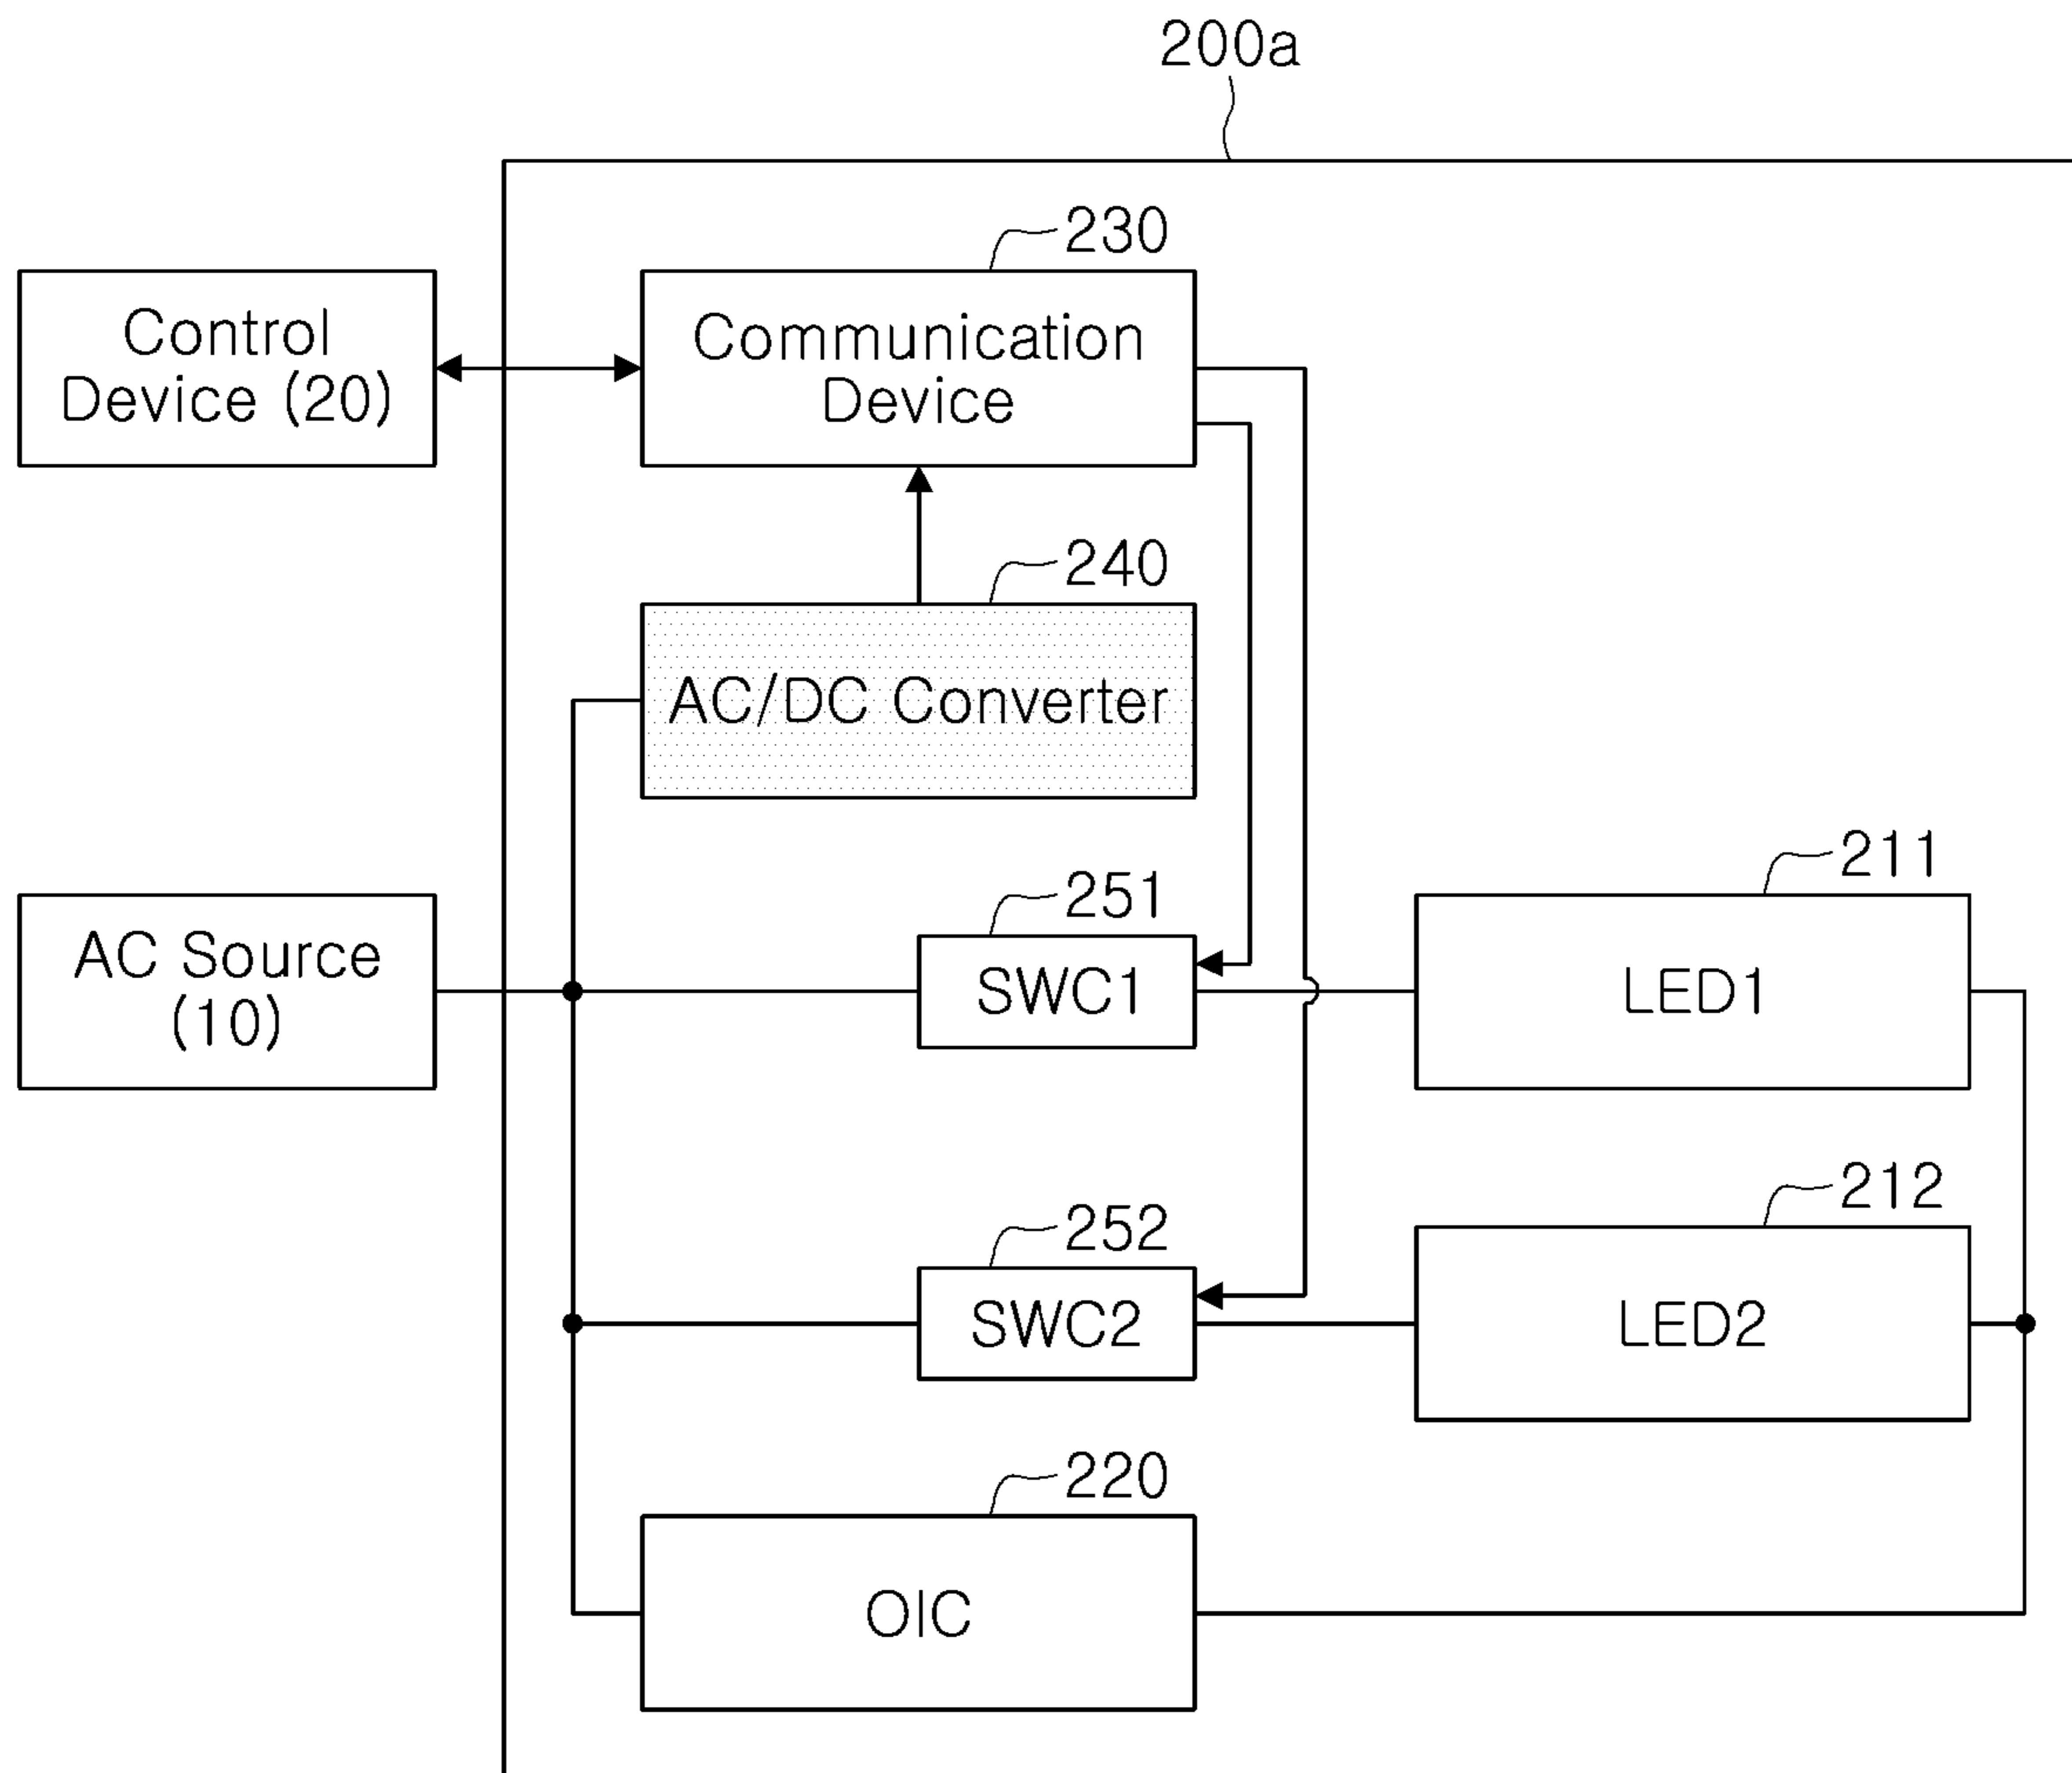 200a
230
Control
Device (20)
Communication
Device
240
AC/DC Converter
211
251
AC Source
(10)
SWC1
LED1
212
252
SWC2
LED2
220
OIC